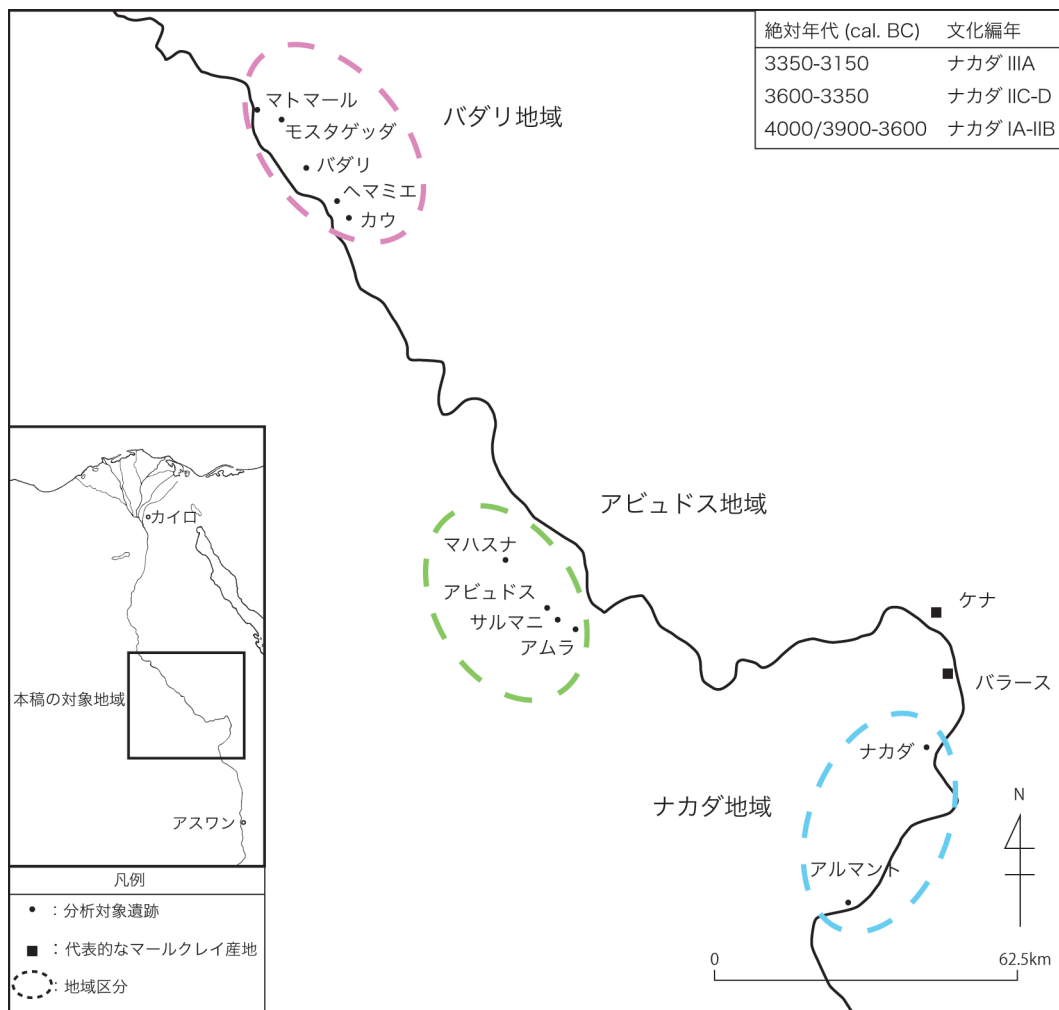 絶対年代 (cal. BC) 文化編年
3350-3150 ナカダ IIIA
3600-3350 ナカダ IIC-D
4000/3900-3600 ナカダ IA-IIB
マトマール
モスタゲッダ
バダリ地域
バダリ
ヘマミエ
カウ
アビュドス地域
マハスナ
アビュドス
サルマニ
アムラ
ケナ
バラース
ナカダ
ナカダ地域
アルマント
N
0 62.5km
カイロ
本稿の対象地域
アスワン
凡例
：分析対象遺跡
：代表的なマールクレイ産地
：地域区分